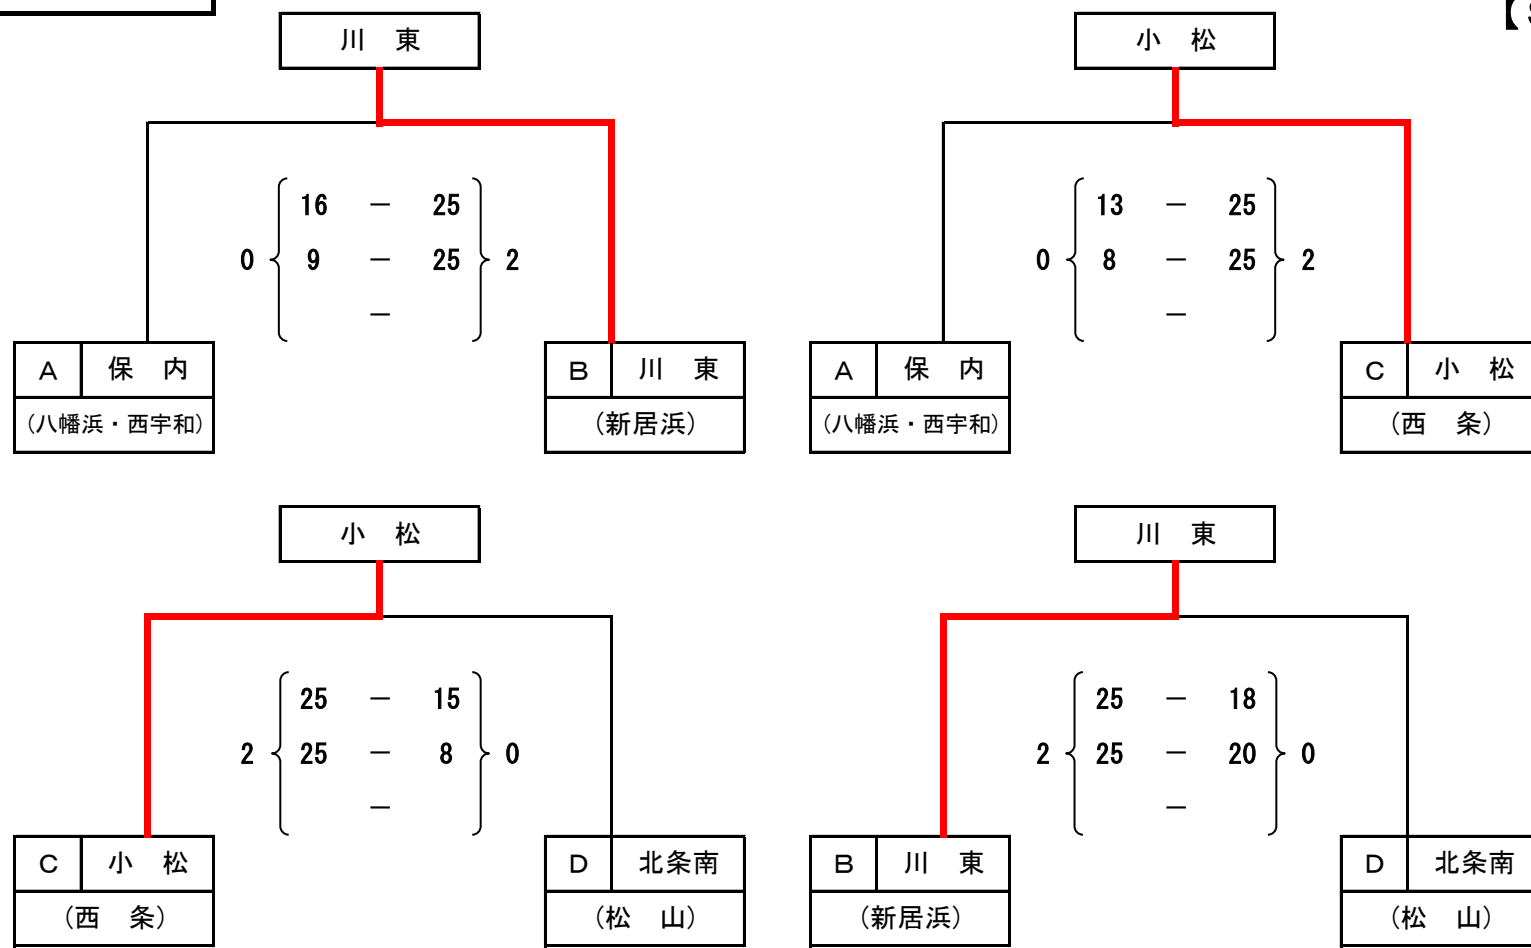 【
川　東
16 － 25
0 9 － 25 2
－
A 保　内
（八幡浜・西宇和）
B 川　東
（新居浜）
小　松
13 － 25
0 8 － 25 2
－
A 保　内
（八幡浜・西宇和）
C 小　松
（西　条）
小　松
25 － 15
2 25 － 8 0
－
C 小　松
（西　条）
D 北条南
（松　山）
川　東
25 － 18
2 25 － 20 0
－
B 川　東
（新居浜）
D 北条南
（松　山）